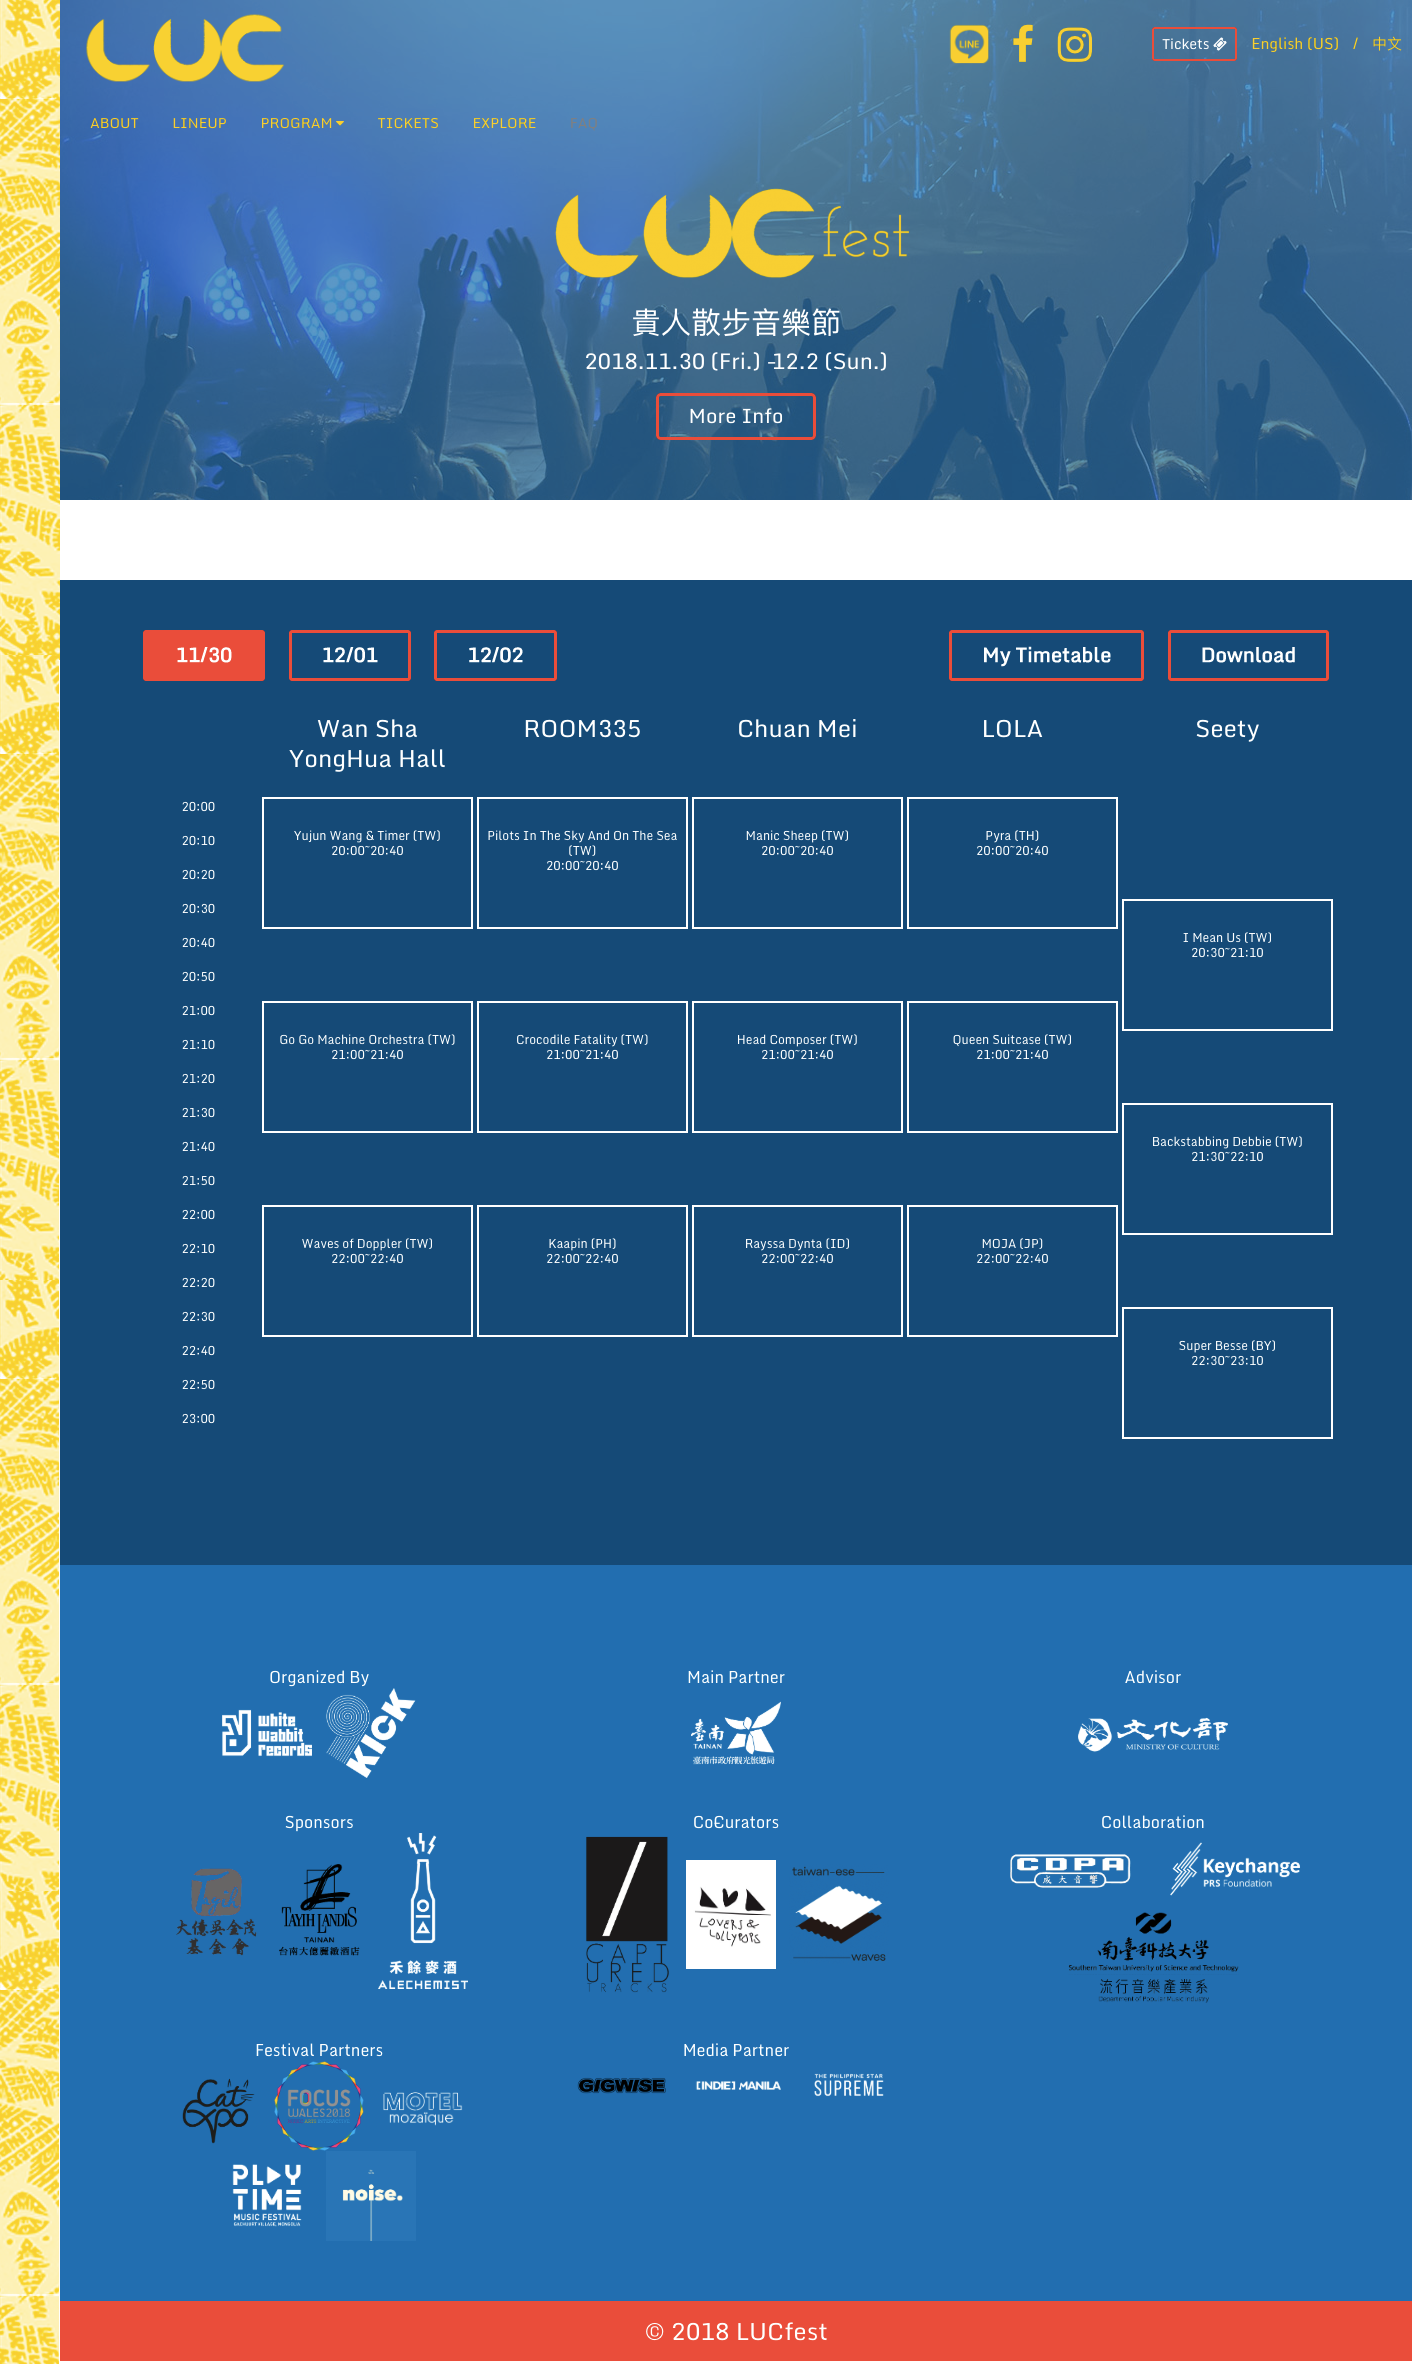 LUC
LINE
Tickets
English (US) / 中文
ABOUT LINEUP PROGRAM TICKETS EXPLORE FAQ
LUCfest
貴人散步音樂節
2018.11.30 (Fri.) -12.2 (Sun.)
More Info
11/30 12/01 12/02 My Timetable Download
Wan Sha YongHua Hall
ROOM335
Chuan Mei
LOLA
Seety
20:00
20:10
20:20
20:30
20:40
20:50
21:00
21:10
21:20
21:30
21:40
21:50
22:00
22:10
22:20
22:30
22:40
22:50
23:00
Yujun Wang & Timer (TW)
20:00~20:40
Go Go Machine Orchestra (TW)
21:00~21:40
Waves of Doppler (TW)
22:00~22:40
Pilots In The Sky And On The Sea
(TW)
20:00~20:40
Crocodile Fatality (TW)
21:00~21:40
Kaapin (PH)
22:00~22:40
Manic Sheep (TW)
20:00~20:40
Head Composer (TW)
21:00~21:40
Rayssa Dynta (ID)
22:00~22:40
Pyra (TH)
20:00~20:40
Queen Suitcase (TW)
21:00~21:40
MOJA (JP)
22:00~22:40
I Mean Us (TW)
20:30~21:10
Backstabbing Debbie (TW)
21:30~22:10
Super Besse (BY)
22:30~23:10
Organized By
white
wabbit
records
KICK
Main Partner
臺南
TAINAN
臺南市政府觀光旅遊局
Advisor
文化部
MINISTRY OF CULTURE
Sponsors
大億吳金茂
基金會
TAYIH LANDIS
TAINAN
台南大億麗緻酒店
禾餘麥酒
ALECHEMIST
Co-Curators
CAPT
URED
TRACKS
LOVERS &
LOLLYPOPS
taiwan-ese
waves
Collaboration
CDPA
成大音響
Keychange
PRS Foundation
南臺科技大學
Southern Taiwan University of Science and Technology
流行音樂產業系
Department of Popular Music Industry
Festival Partners
Cat
Expo
FOCUS
WALES2018
MOTEL
mozaïque
PLAY
TIME
MUSIC FESTIVAL
GACHUURT VILLAGE, MONGOLIA
noise.
Media Partner
GIGWISE
[INDIE] MANILA
THE PHILIPPINE STAR
SUPREME
© 2018 LUCfest